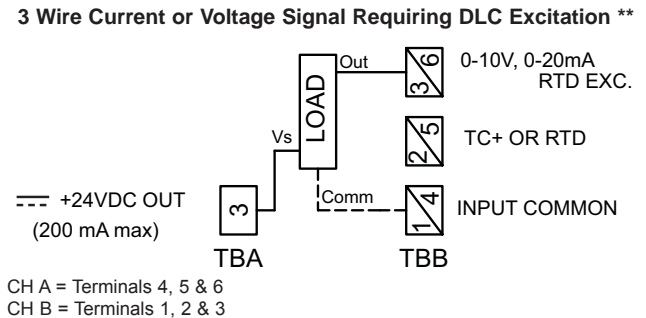 3 Wire Current or Voltage Signal Requiring DLC Excitation **
Out
3/6
0-10V, 0-20mA
RTD EXC.
LOAD
Vs
2/5
TC+ OR RTD
+24VDC OUT
(200 mA max)
3
Comm
1/4
INPUT COMMON
TBA
TBB
CH A = Terminals 4, 5 & 6
CH B = Terminals 1, 2 & 3